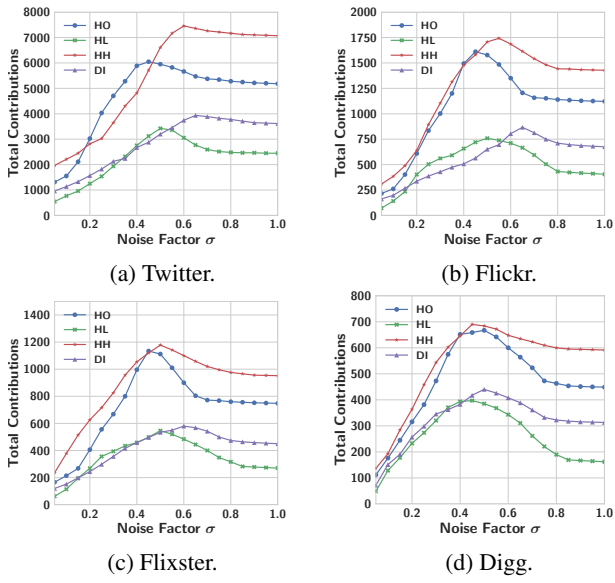 8000
7000
6000
5000
4000
3000
2000
1000
0
Total Contributions
HO
HL
HH
DI
0.2 0.4 0.6 0.8 1.0
Noise Factor σ
(a) Twitter.
2000
1750
1500
1250
1000
750
500
250
0
Total Contributions
HO
HL
HH
DI
0.2 0.4 0.6 0.8 1.0
Noise Factor σ
(b) Flickr.
1400
1200
1000
800
600
400
200
0
Total Contributions
HO
HL
HH
DI
0.2 0.4 0.6 0.8 1.0
Noise Factor σ
(c) Flixster.
800
700
600
500
400
300
200
100
0
Total Contributions
HO
HL
HH
DI
0.2 0.4 0.6 0.8 1.0
Noise Factor σ
(d) Digg.